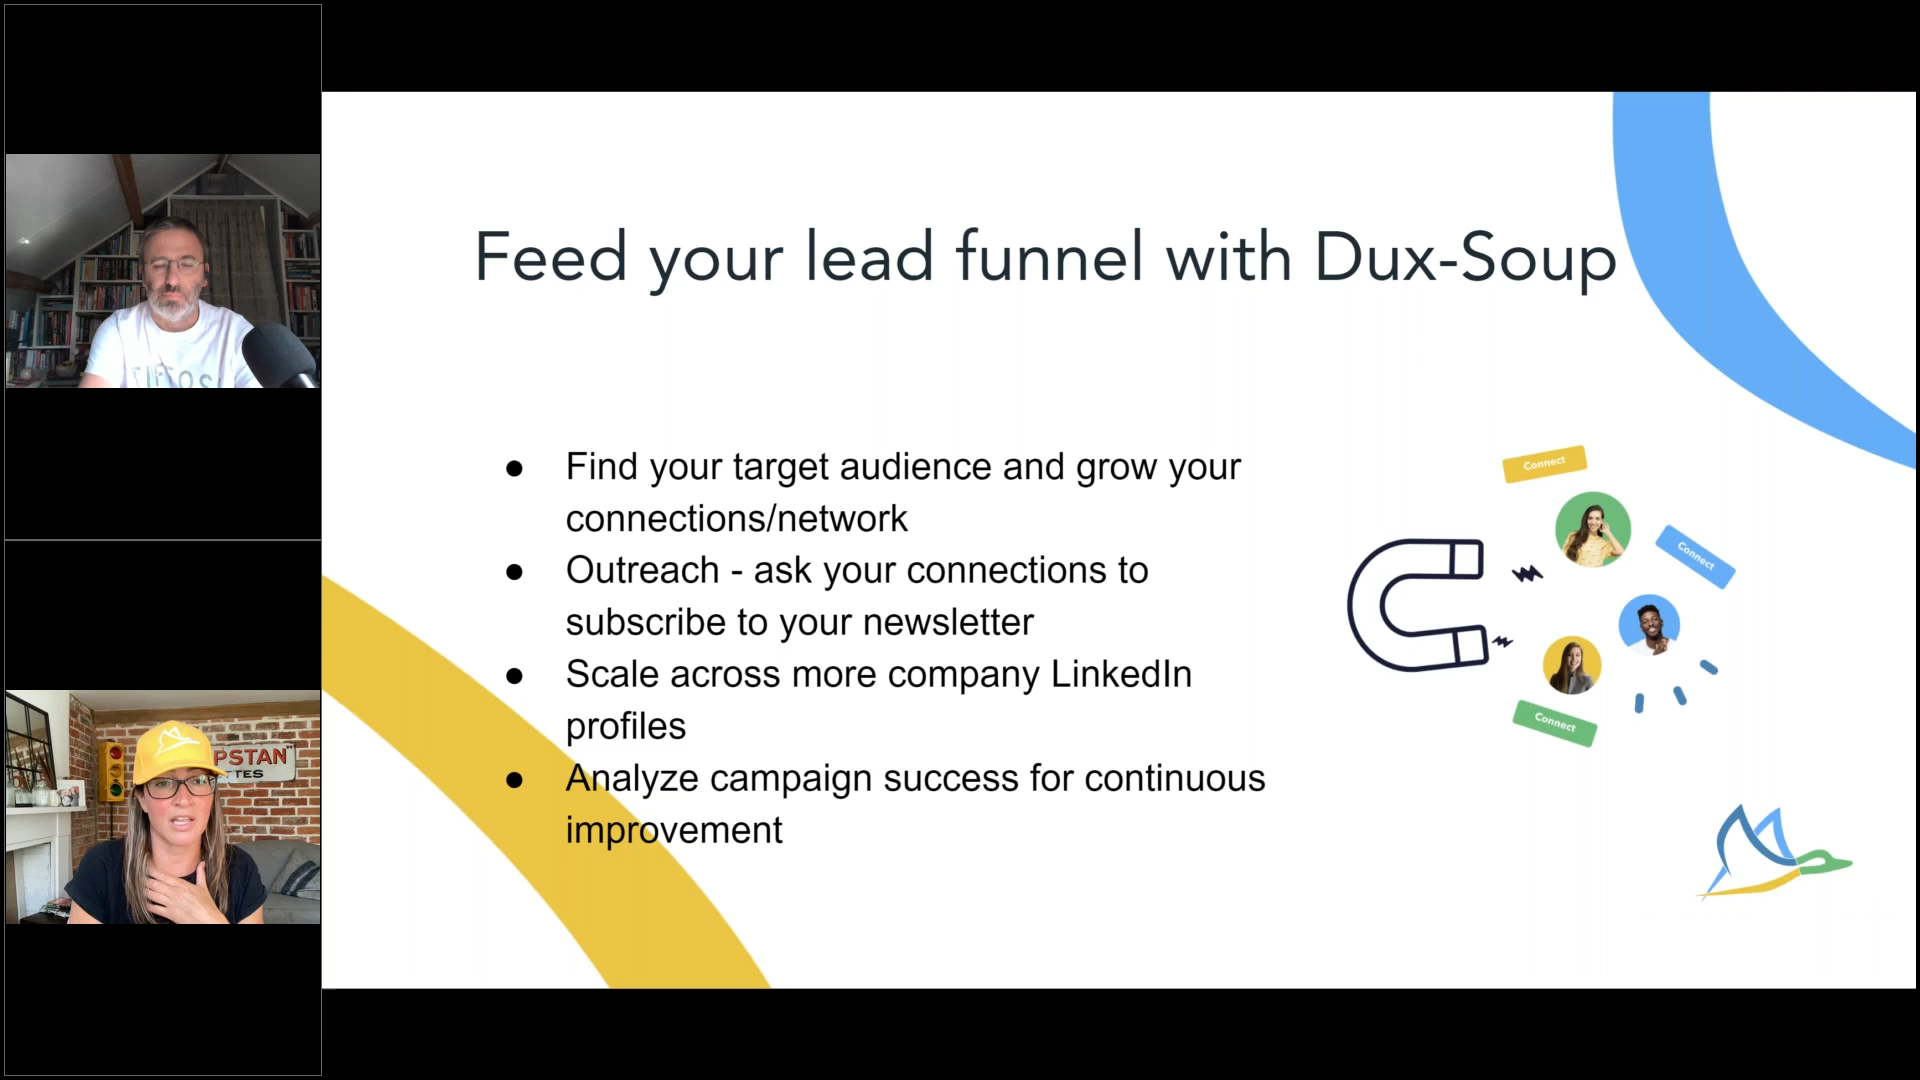 Feed your lead funnel with Dux-Soup
● Find your target audience and grow your
connections/network
● Outreach - ask your connections to
subscribe to your newsletter
● Scale across more company LinkedIn
profiles
● Analyze campaign success for continuous
improvement
Connect
Connect
Connect
PSTAN"
TES